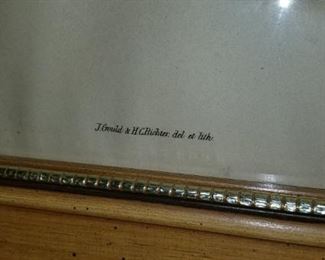 J. Gould & H.C. Richter, del. et lith.